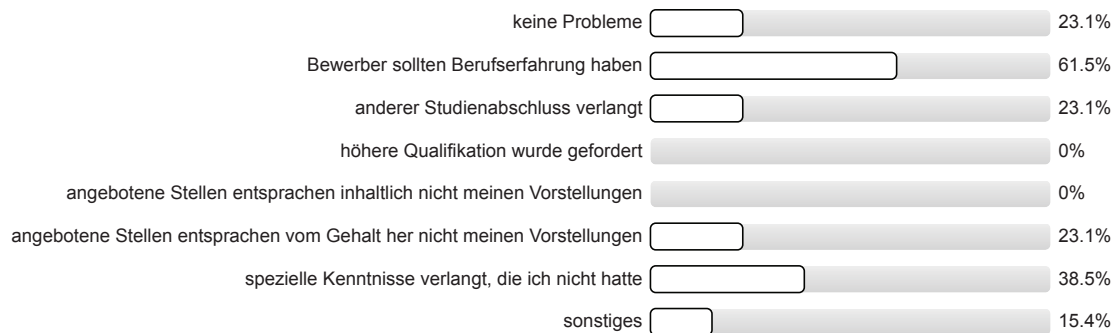 keine Probleme 23.1%
Bewerber sollten Berufserfahrung haben 61.5%
anderer Studienabschluss verlangt 23.1%
höhere Qualifikation wurde gefordert 0%
angebotene Stellen entsprachen inhaltlich nicht meinen Vorstellungen 0%
angebotene Stellen entsprachen vom Gehalt her nicht meinen Vorstellungen 23.1%
spezielle Kenntnisse verlangt, die ich nicht hatte 38.5%
sonstiges 15.4%